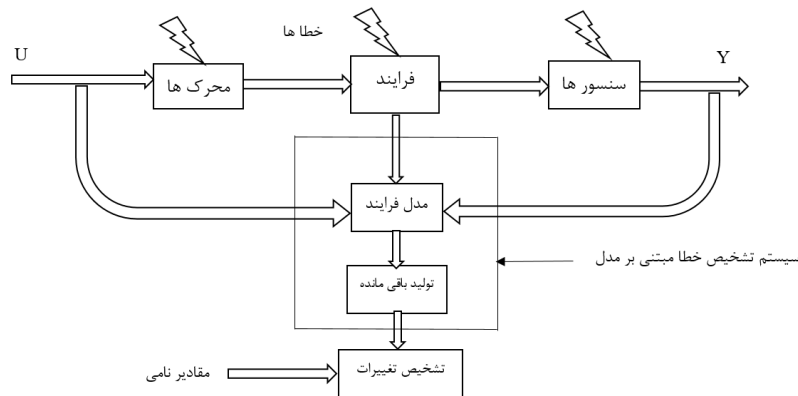 خطا ها
U
Y
محرک ها
فرایند
سنسور ها
مدل فرایند
سیستم تشخیص خطا مبتنی بر مدل
تولید باقی مانده
تشخیص تغییرات
مقادیر نامی